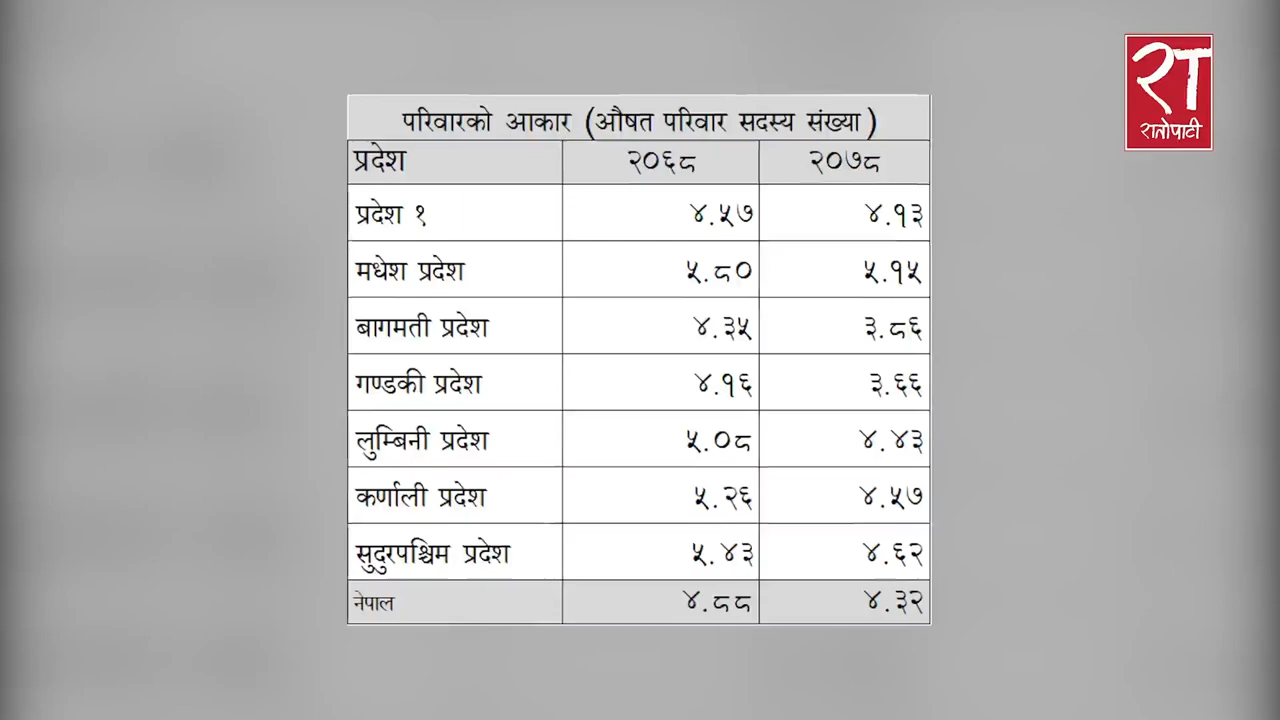 रा
रातोपाटी
परिवारको आकार (औषत परिवार सदस्य संख्या)
प्रदेश २०६८ २०७८
प्रदेश १ ४.५७ ४.१३
मधेश प्रदेश ५.८० ५.१५
बागमती प्रदेश ४.३५ ३.८६
गण्डकी प्रदेश ४.१६ ३.६६
लुम्बिनी प्रदेश ५.०८ ४.४३
कर्णाली प्रदेश ५.२६ ४.५७
सुदुरपश्चिम प्रदेश ५.४३ ४.६२
नेपाल ४.८८ ४.३२